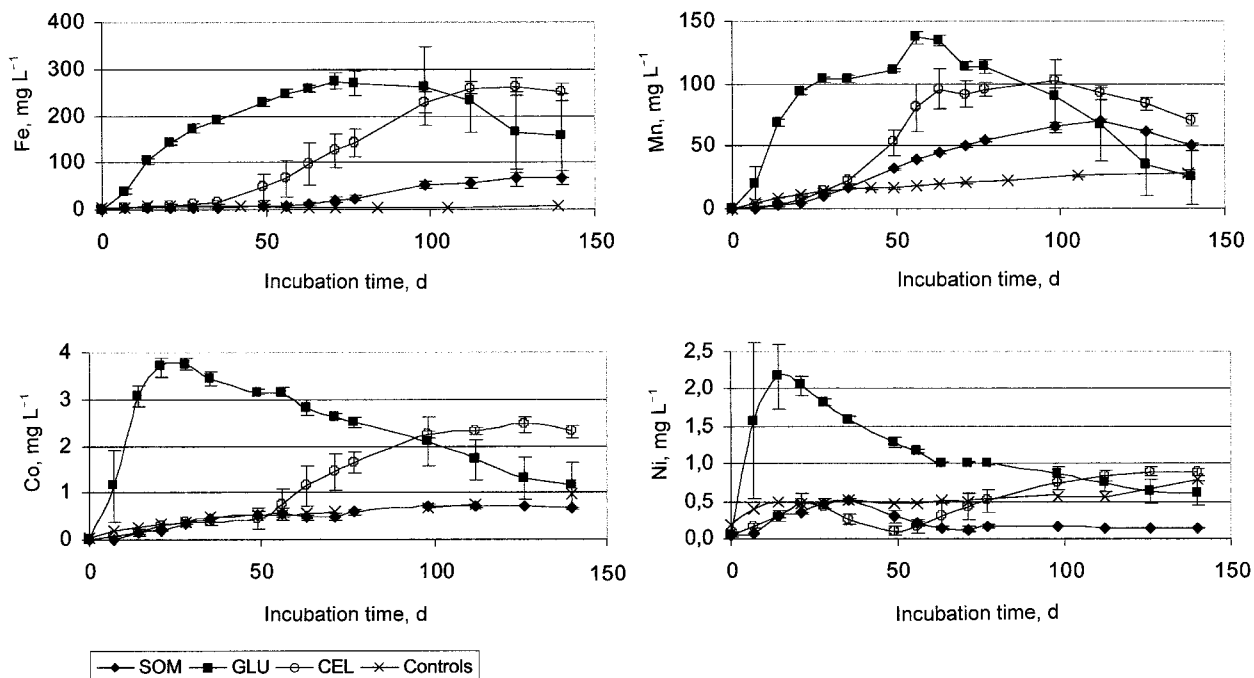 400
300
200
100
0
Fe, mg L⁻¹
0 50 100 150
Incubation time, d
150
100
50
0
Mn, mg L⁻¹
0 50 100 150
Incubation time, d
4
3
2
1
0
Co, mg L⁻¹
0 50 100 150
Incubation time, d
2,5
2,0
1,5
1,0
0,5
0,0
Ni, mg L⁻¹
0 50 100 150
Incubation time, d
SOM GLU CEL Controls